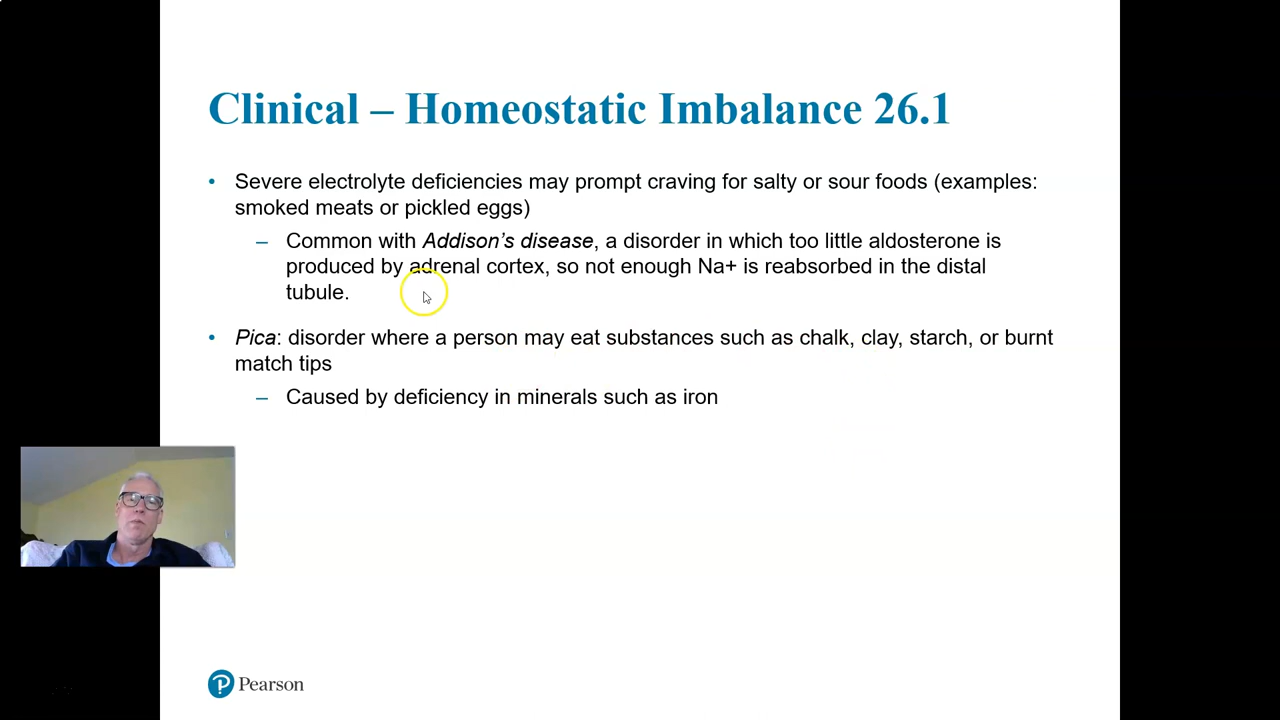 Clinical – Homeostatic Imbalance 26.1
• Severe electrolyte deficiencies may prompt craving for salty or sour foods (examples:
smoked meats or pickled eggs)
– Common with Addison’s disease, a disorder in which too little aldosterone is
produced by adrenal cortex, so not enough Na+ is reabsorbed in the distal
tubule.
• Pica: disorder where a person may eat substances such as chalk, clay, starch, or burnt
match tips
– Caused by deficiency in minerals such as iron
Pearson